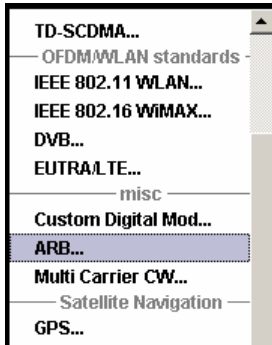 TD-SCDMA...
OFDM/WLAN standards
IEEE 802.11 WLAN...
IEEE 802.16 WiMAX...
DVB...
EUTRA/LTE...
misc
Custom Digital Mod...
ARB...
Multi Carrier CW...
Satellite Navigation
GPS...